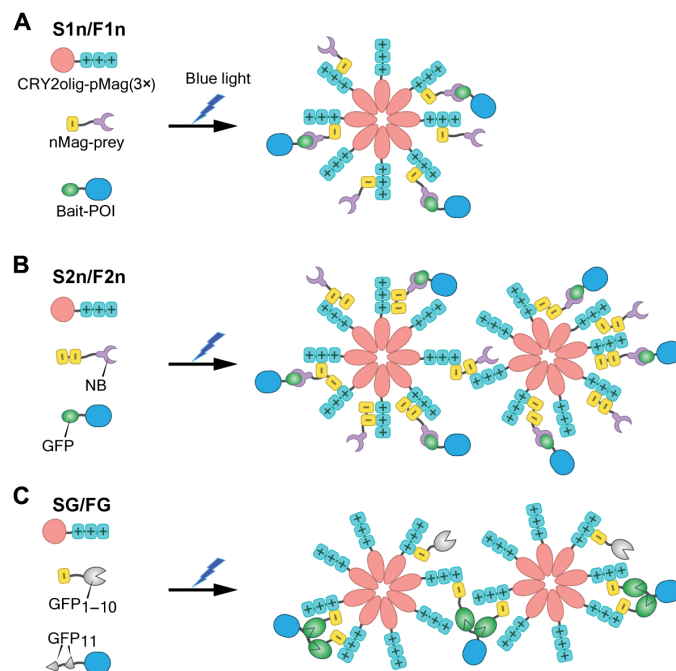 A
S1n/F1n
CRY2olig-pMag(3×)
Blue light
nMag-prey
Bait-POI
B
S2n/F2n
NB
GFP
C
SG/FG
GFP1–10
GFP11